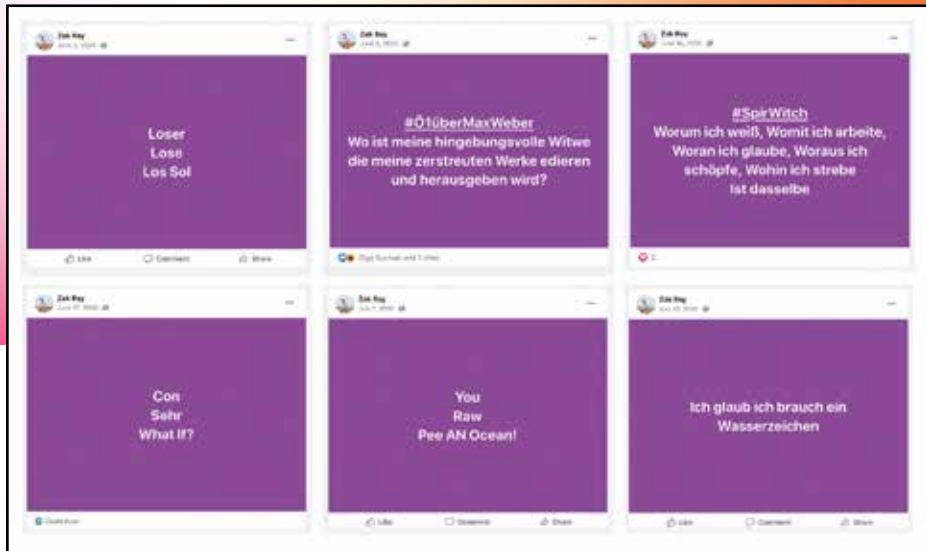 Zak Ray
Loser
Lose
Los Sol
Like Comment Share
Zak Ray
#Ö1überMaxWeber
Wo ist meine hingebungsvolle Witwe
die meine zerstreuten Werke edieren
und herausgeben wird?
Zak Ray
#SpirWitch
Worum ich weiß, Womit ich arbeite,
Woran ich glaube, Woraus ich
schöpfe, Wohin ich strebe
Ist dasselbe
2
Zak Ray
Con
Sehr
What If?
Zak Ray
You
Raw
Pee AN Ocean!
Like Comment Share
Zak Ray
Ich glaub ich brauch ein
Wasserzeichen
Like Comment Share